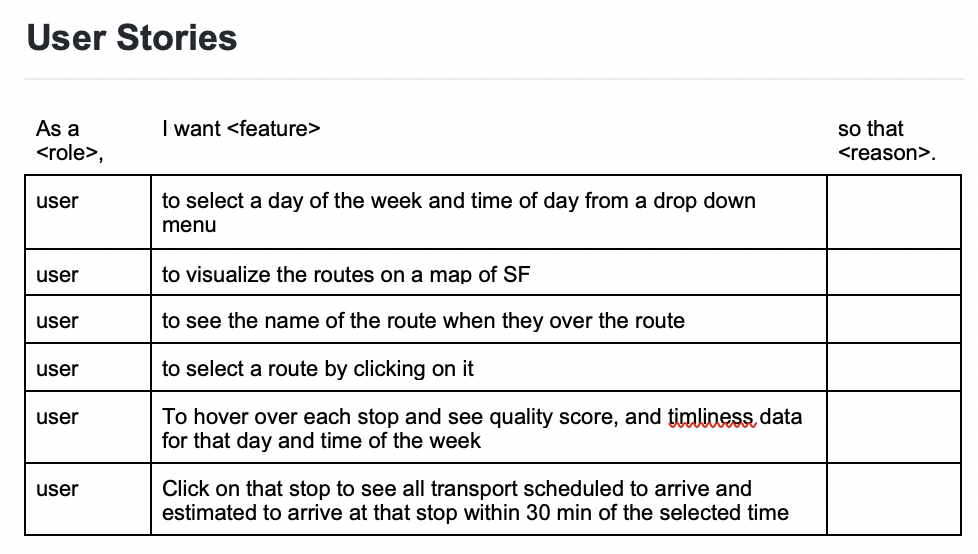 User Stories
As a I want <feature> so that
<role>, <reason>.
user to select a day of the week and time of day from a drop down
menu
user to visualize the routes on a map of SF
user to see the name of the route when they over the route
user to select a route by clicking on it
user To hover over each stop and see quality score, and timliness data
for that day and time of the week
user Click on that stop to see all transport scheduled to arrive and
estimated to arrive at that stop within 30 min of the selected time